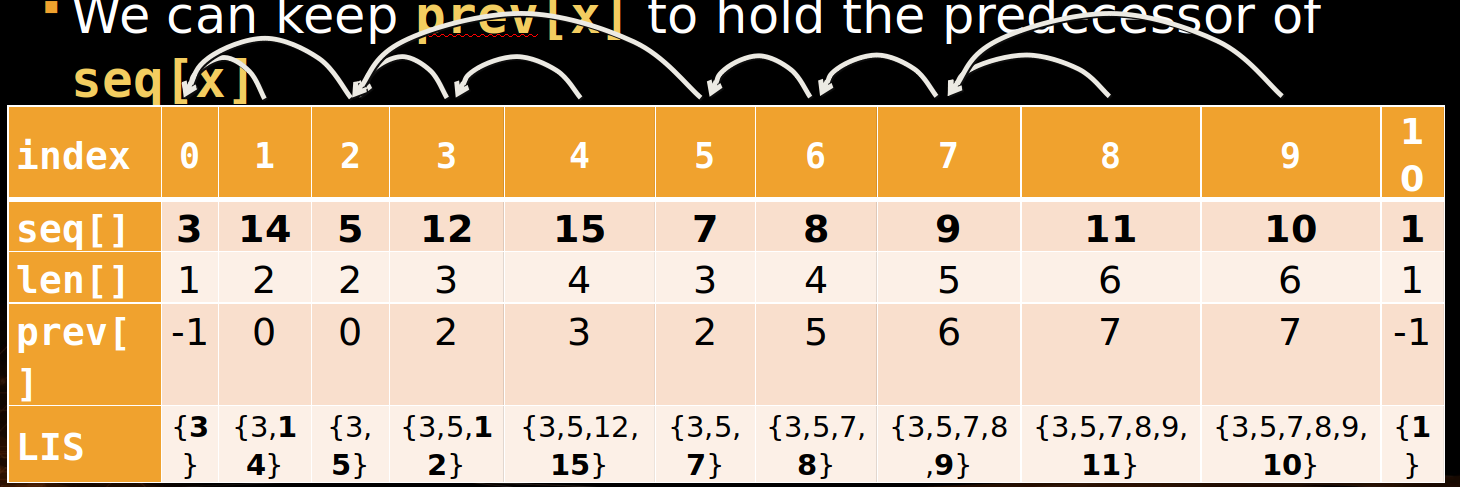 We can keep prev[x] to hold the predecessor of
seq[x]
index 0 1 2 3 4 5 6 7 8 9 10
seq[] 3 14 5 12 15 7 8 9 11 10 1
len[] 1 2 2 3 4 3 4 5 6 6 1
prev[] -1 0 0 2 3 2 5 6 7 7 -1
LIS {3} {3,14} {3,5} {3,5,12} {3,5,12,15} {3,5,7} {3,5,7,8} {3,5,7,8,9} {3,5,7,8,9,11} {3,5,7,8,9,10} {1}